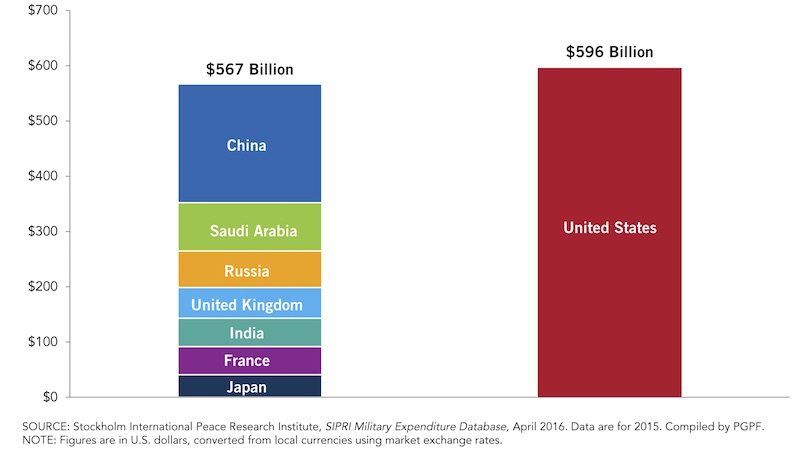 $700
$567 Billion
$596 Billion
$600
$500
$400
$300
$200
$100
$0
China
Saudi Arabia
Russia
United Kingdom
India
France
Japan
United States
SOURCE: Stockholm International Peace Research Institute, SIPRI Military Expenditure Database, April 2016. Data are for 2015. Compiled by PGPF.
NOTE: Figures are in U.S. dollars, converted from local currencies using market exchange rates.